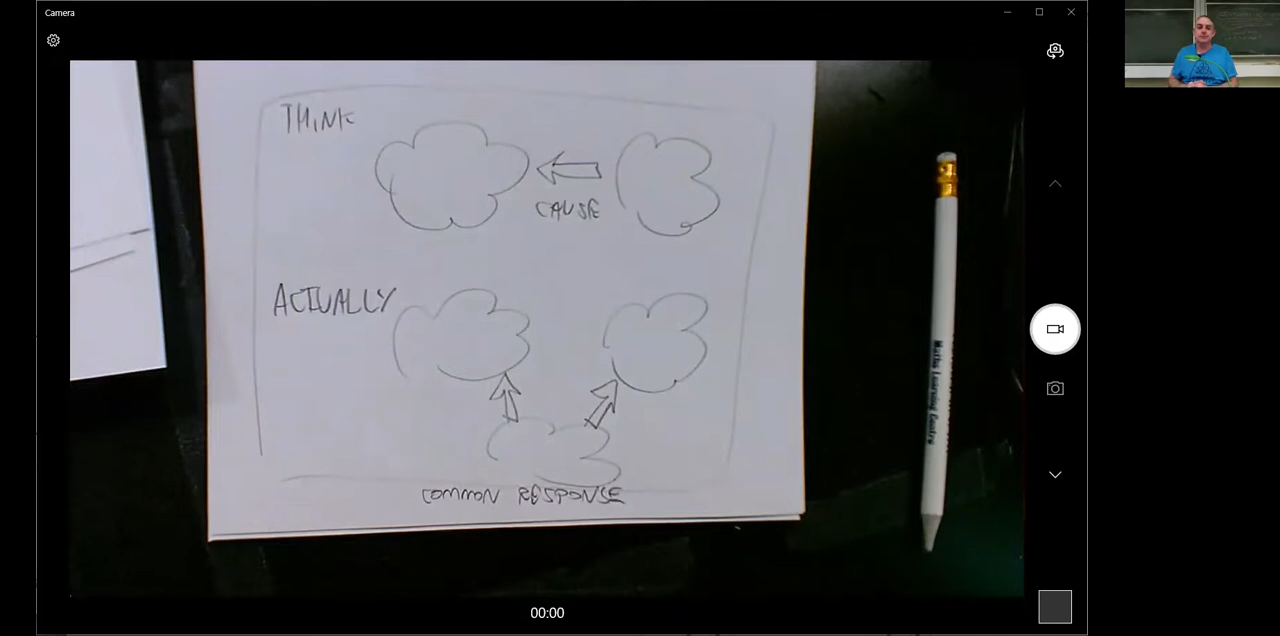 Camera
THINK
CAUSE
ACTUALLY
COMMON RESPONSE
Maths Learning Centre
00:00